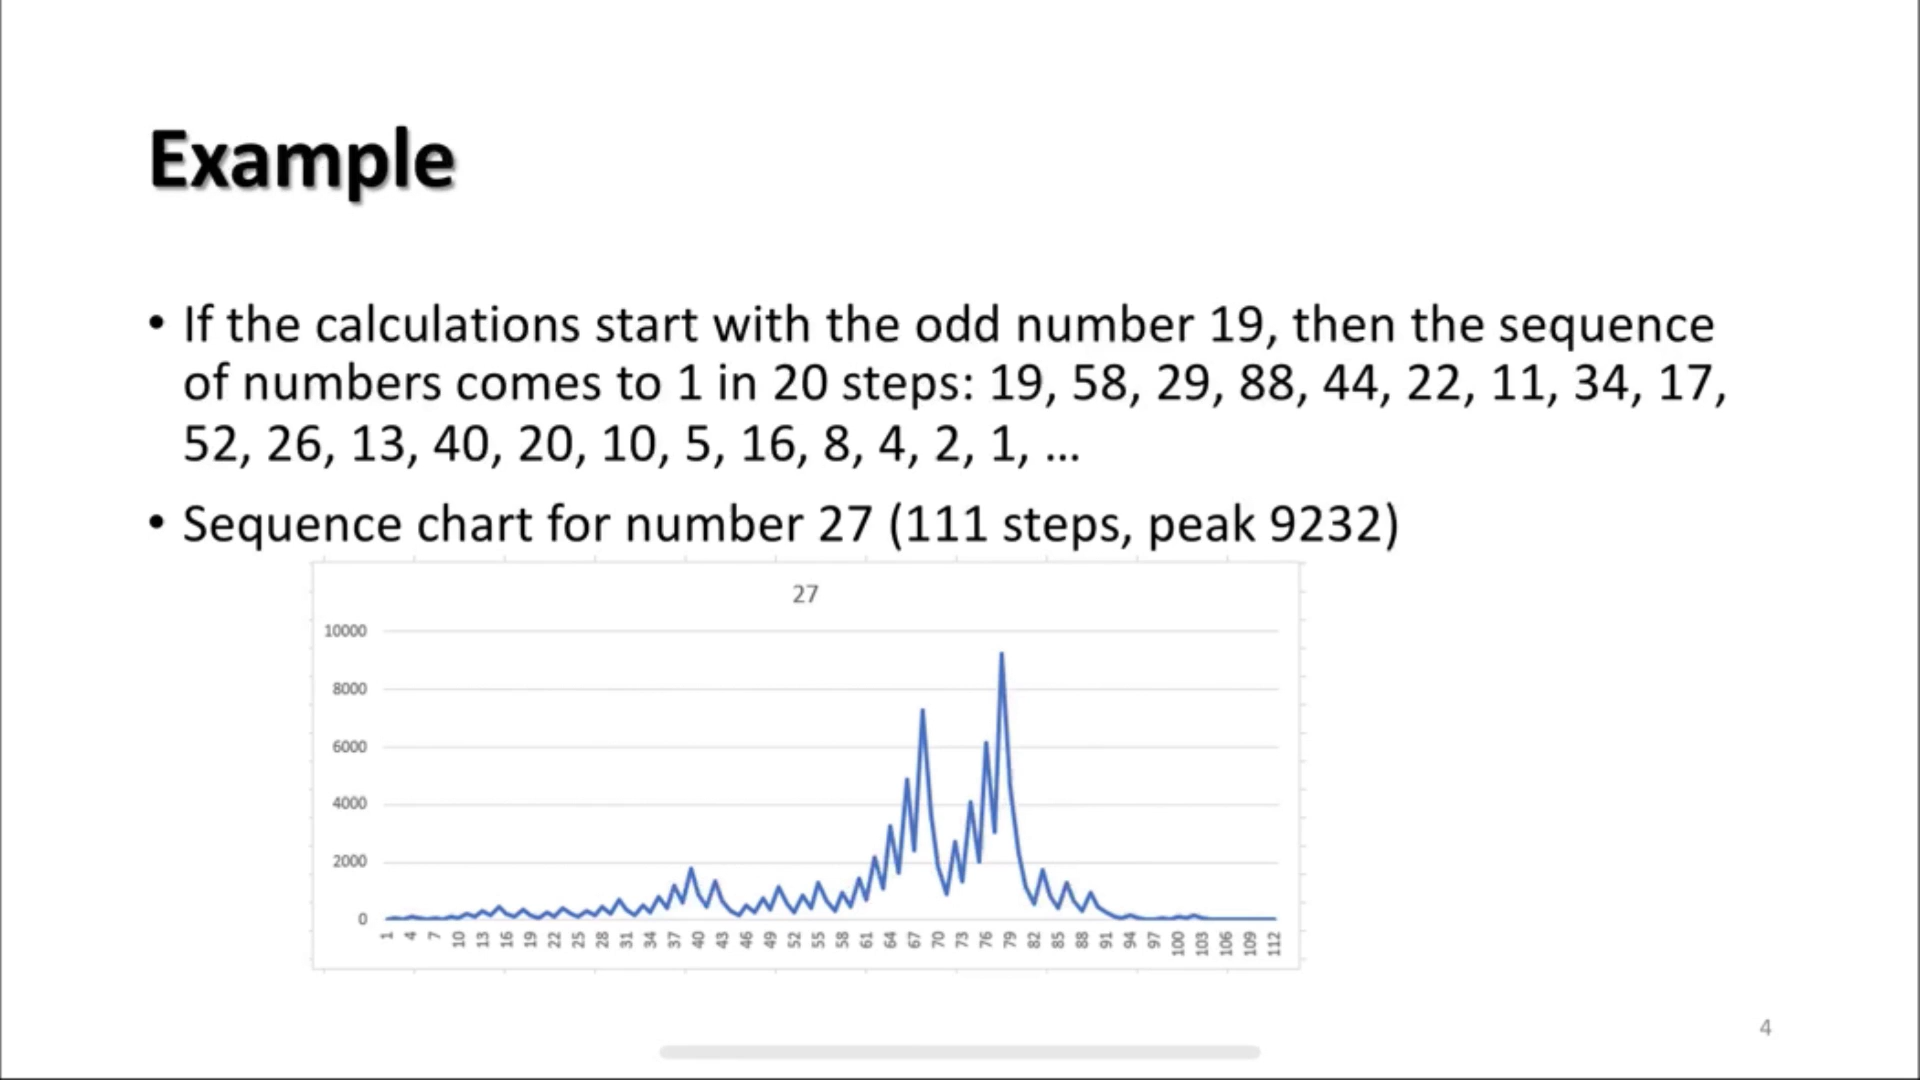 Example
• If the calculations start with the odd number 19, then the sequence
of numbers comes to 1 in 20 steps: 19, 58, 29, 88, 44, 22, 11, 34, 17,
52, 26, 13, 40, 20, 10, 5, 16, 8, 4, 2, 1, ...
• Sequence chart for number 27 (111 steps, peak 9232)
27
10000
8000
6000
4000
2000
0
1 4 7 10 13 16 19 22 25 28 31 34 37 40 43 46 49 52 55 58 61 64 67 70 73 76 79 82 85 88 91 94 97 100 103 106 109 112
4